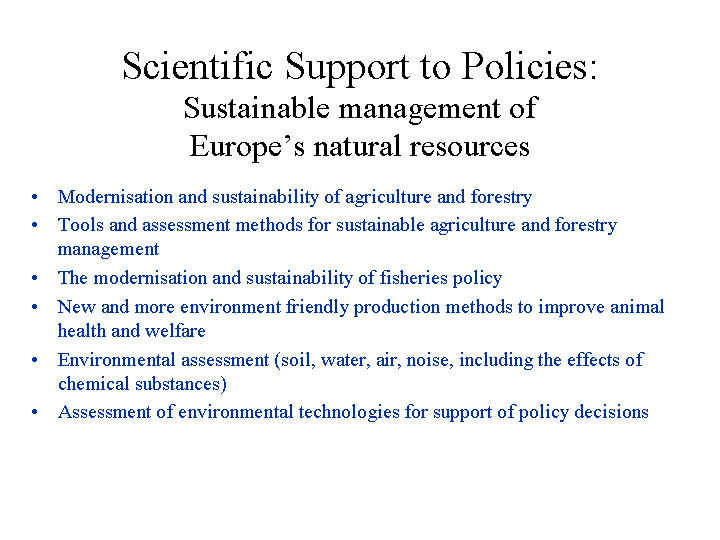 Scientific Support to Policies:
Sustainable management of
Europe’s natural resources
• Modernisation and sustainability of agriculture and forestry
• Tools and assessment methods for sustainable agriculture and forestry
management
• The modernisation and sustainability of fisheries policy
• New and more environment friendly production methods to improve animal
health and welfare
• Environmental assessment (soil, water, air, noise, including the effects of
chemical substances)
• Assessment of environmental technologies for support of policy decisions